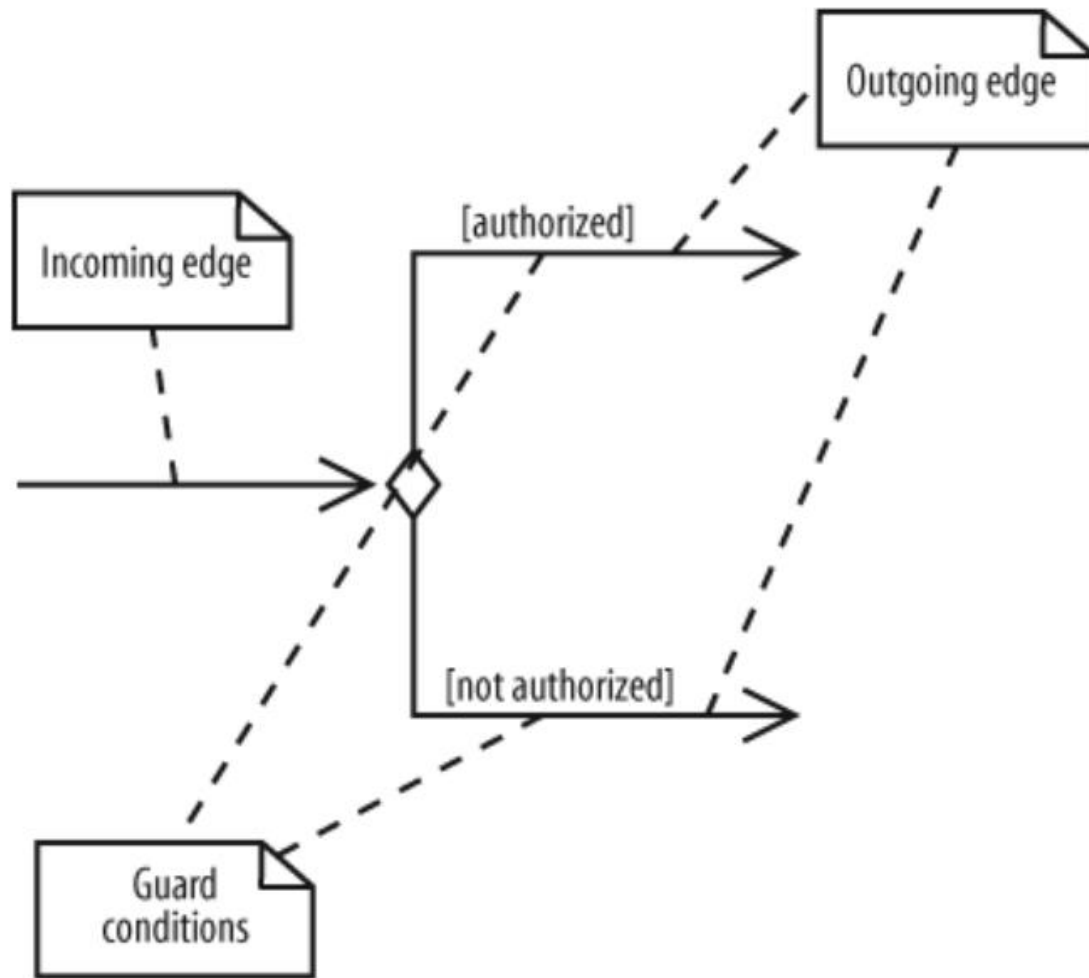 Outgoing edge
[authorized]
Incoming edge
[not authorized]
Guard
conditions